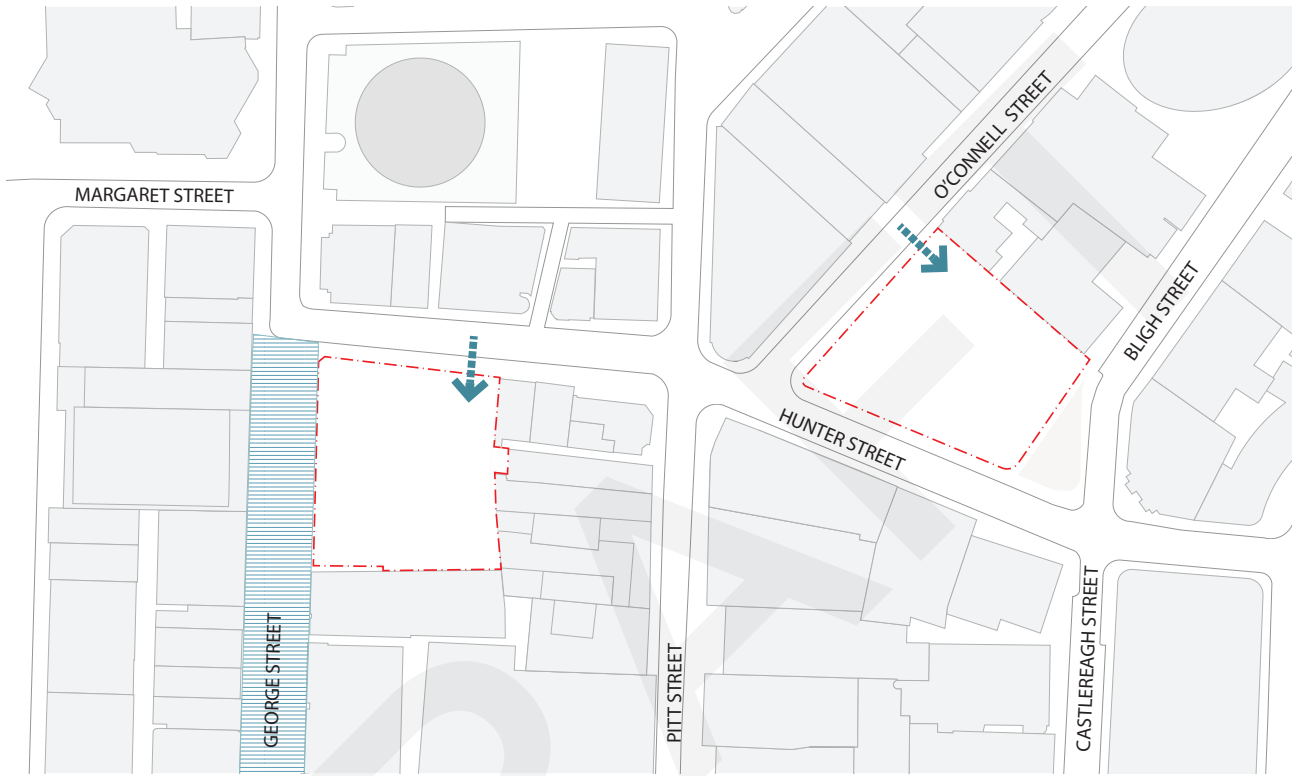 O'CONNELL STREET
MARGARET STREET
BLIGH STREET
HUNTER STREET
GEORGE STREET
PITT STREET
CASTLEREAGH STREET